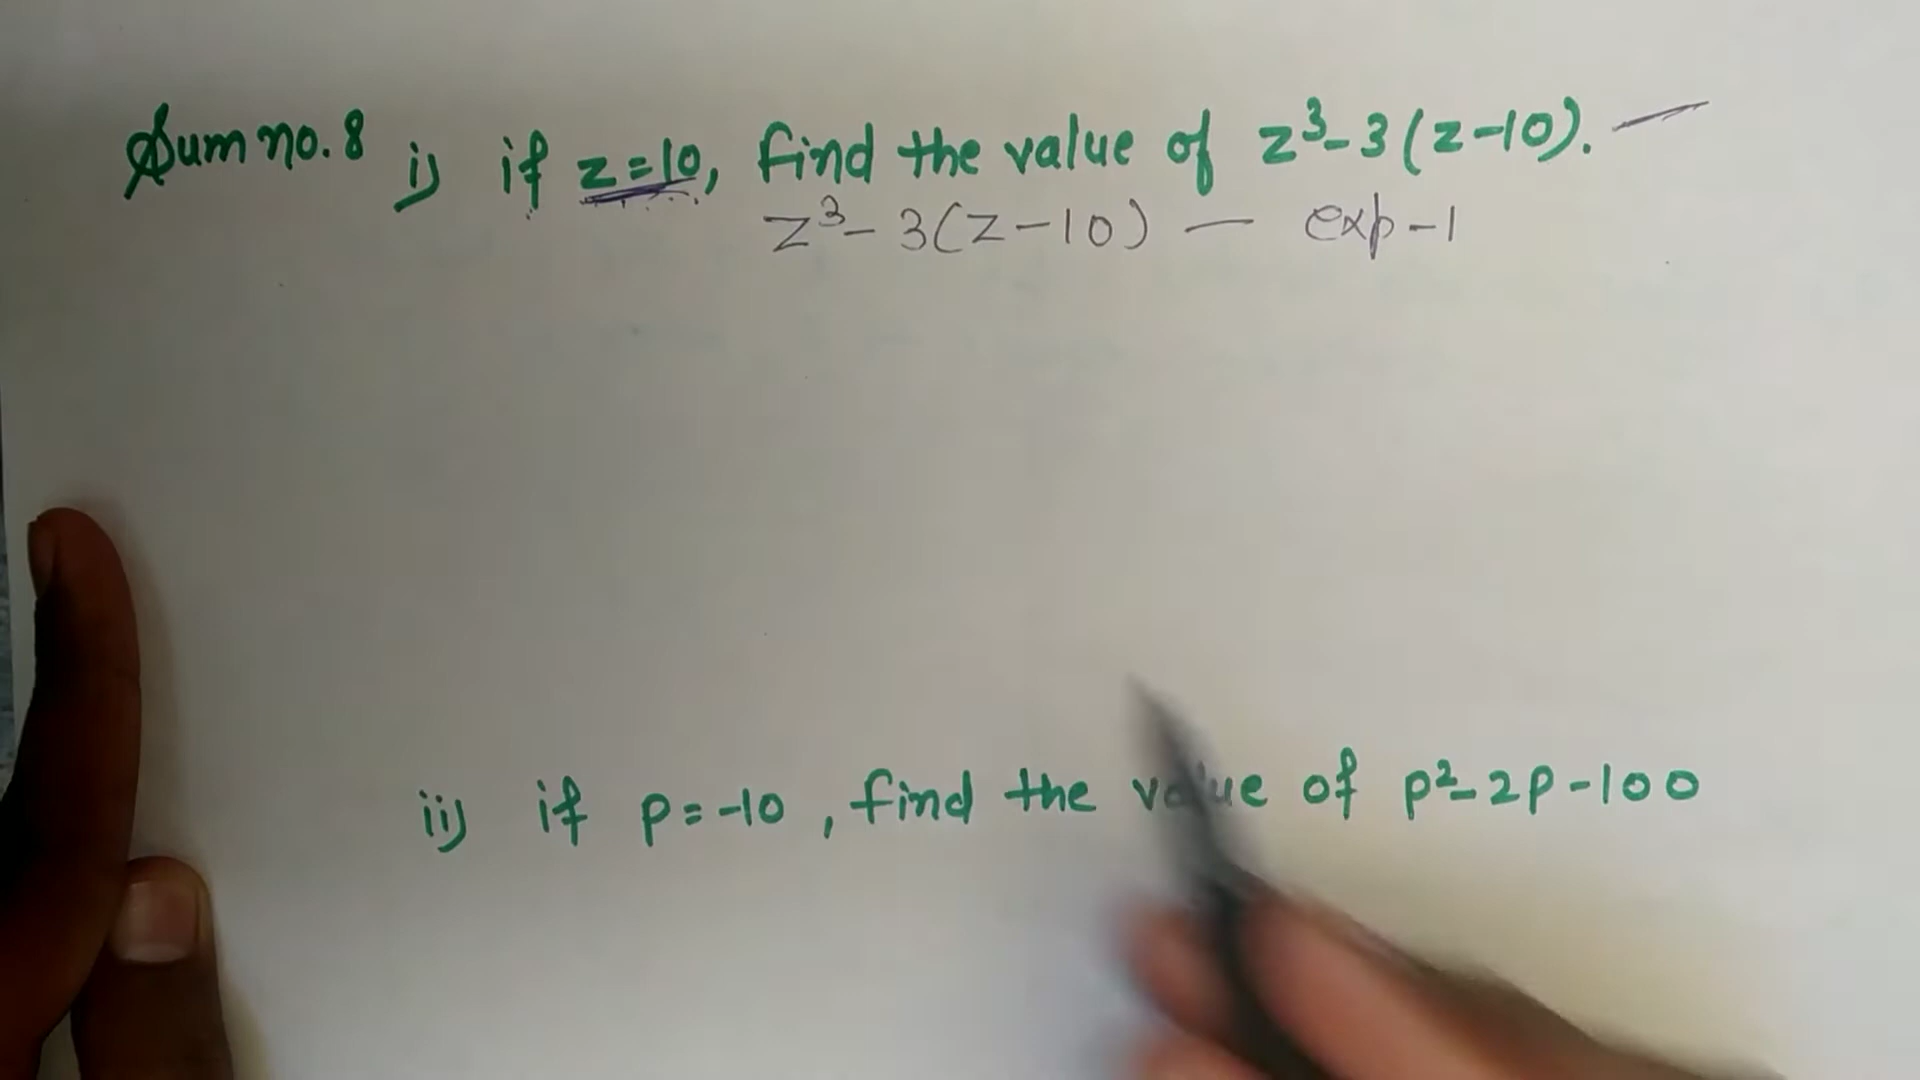 Sum no. 8 i) if z=10, find the value of z³-3(z-10). —
z³-3(z-10) — exp-1
ii) if p=-10, find the value of p²-2p-100